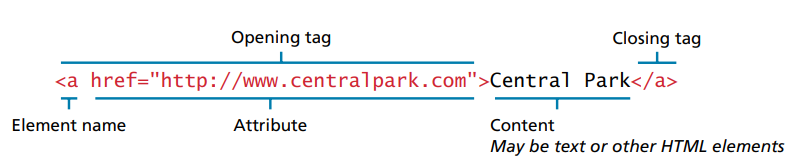 Opening tag
Closing tag
<a href="http://www.centralpark.com">Central Park</a>
Element name
Attribute
Content
May be text or other HTML elements